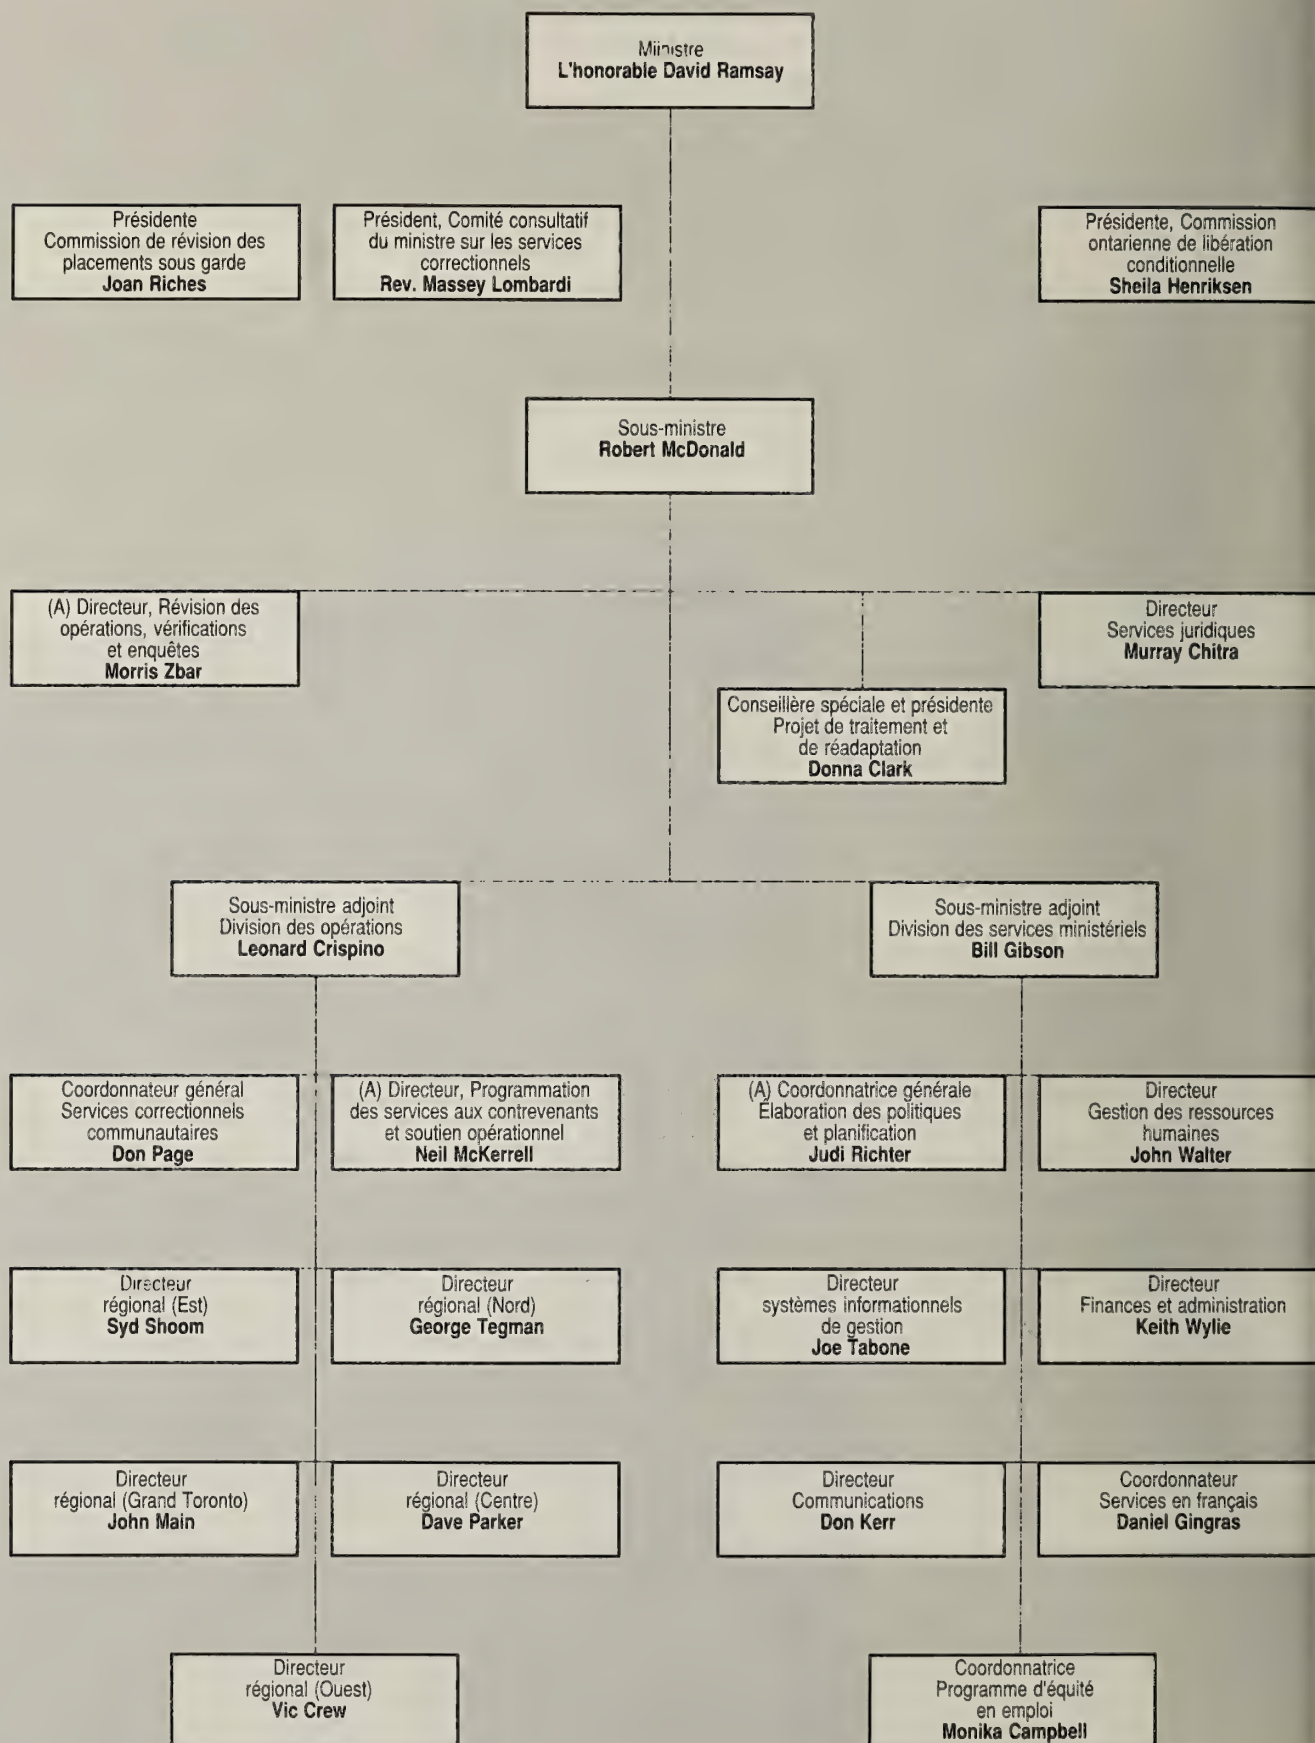 Miinistre
L'honorable David Ramsay
Présidente
Commission de révision des
placements sous garde
Joan Riches
Président, Comité consultatif
du ministre sur les services
correctionnels
Rev. Massey Lombardi
Présidente, Commission
ontarienne de libération
conditionnelle
Sheila Henriksen
Sous-ministre
Robert McDonald
(A) Directeur, Révision des
opérations, vérifications
et enquêtes
Morris Zbar
Directeur
Services juridiques
Murray Chitra
Conseillère spéciale et présidente
Projet de traitement et
de réadaptation
Donna Clark
Sous-ministre adjoint
Division des opérations
Leonard Crispino
Sous-ministre adjoint
Division des services ministériels
Bill Gibson
Coordonnateur général
Services correctionnels
communautaires
Don Page
(A) Directeur, Programmation
des services aux contrevenants
et soutien opérationnel
Neil McKerrell
(A) Coordonnatrice générale
Élaboration des politiques
et planification
Judi Richter
Directeur
Gestion des ressources
humaines
John Walter
Directeur
régional (Est)
Syd Shoom
Directeur
régional (Nord)
George Tegman
Directeur
systèmes informationnels
de gestion
Joe Tabone
Directeur
Finances et administration
Keith Wylie
Directeur
régional (Grand Toronto)
John Main
Directeur
régional (Centre)
Dave Parker
Directeur
Communications
Don Kerr
Coordonnateur
Services en français
Daniel Gingras
Directeur
régional (Ouest)
Vic Crew
Coordonnatrice
Programme d'équité
en emploi
Monika Campbell